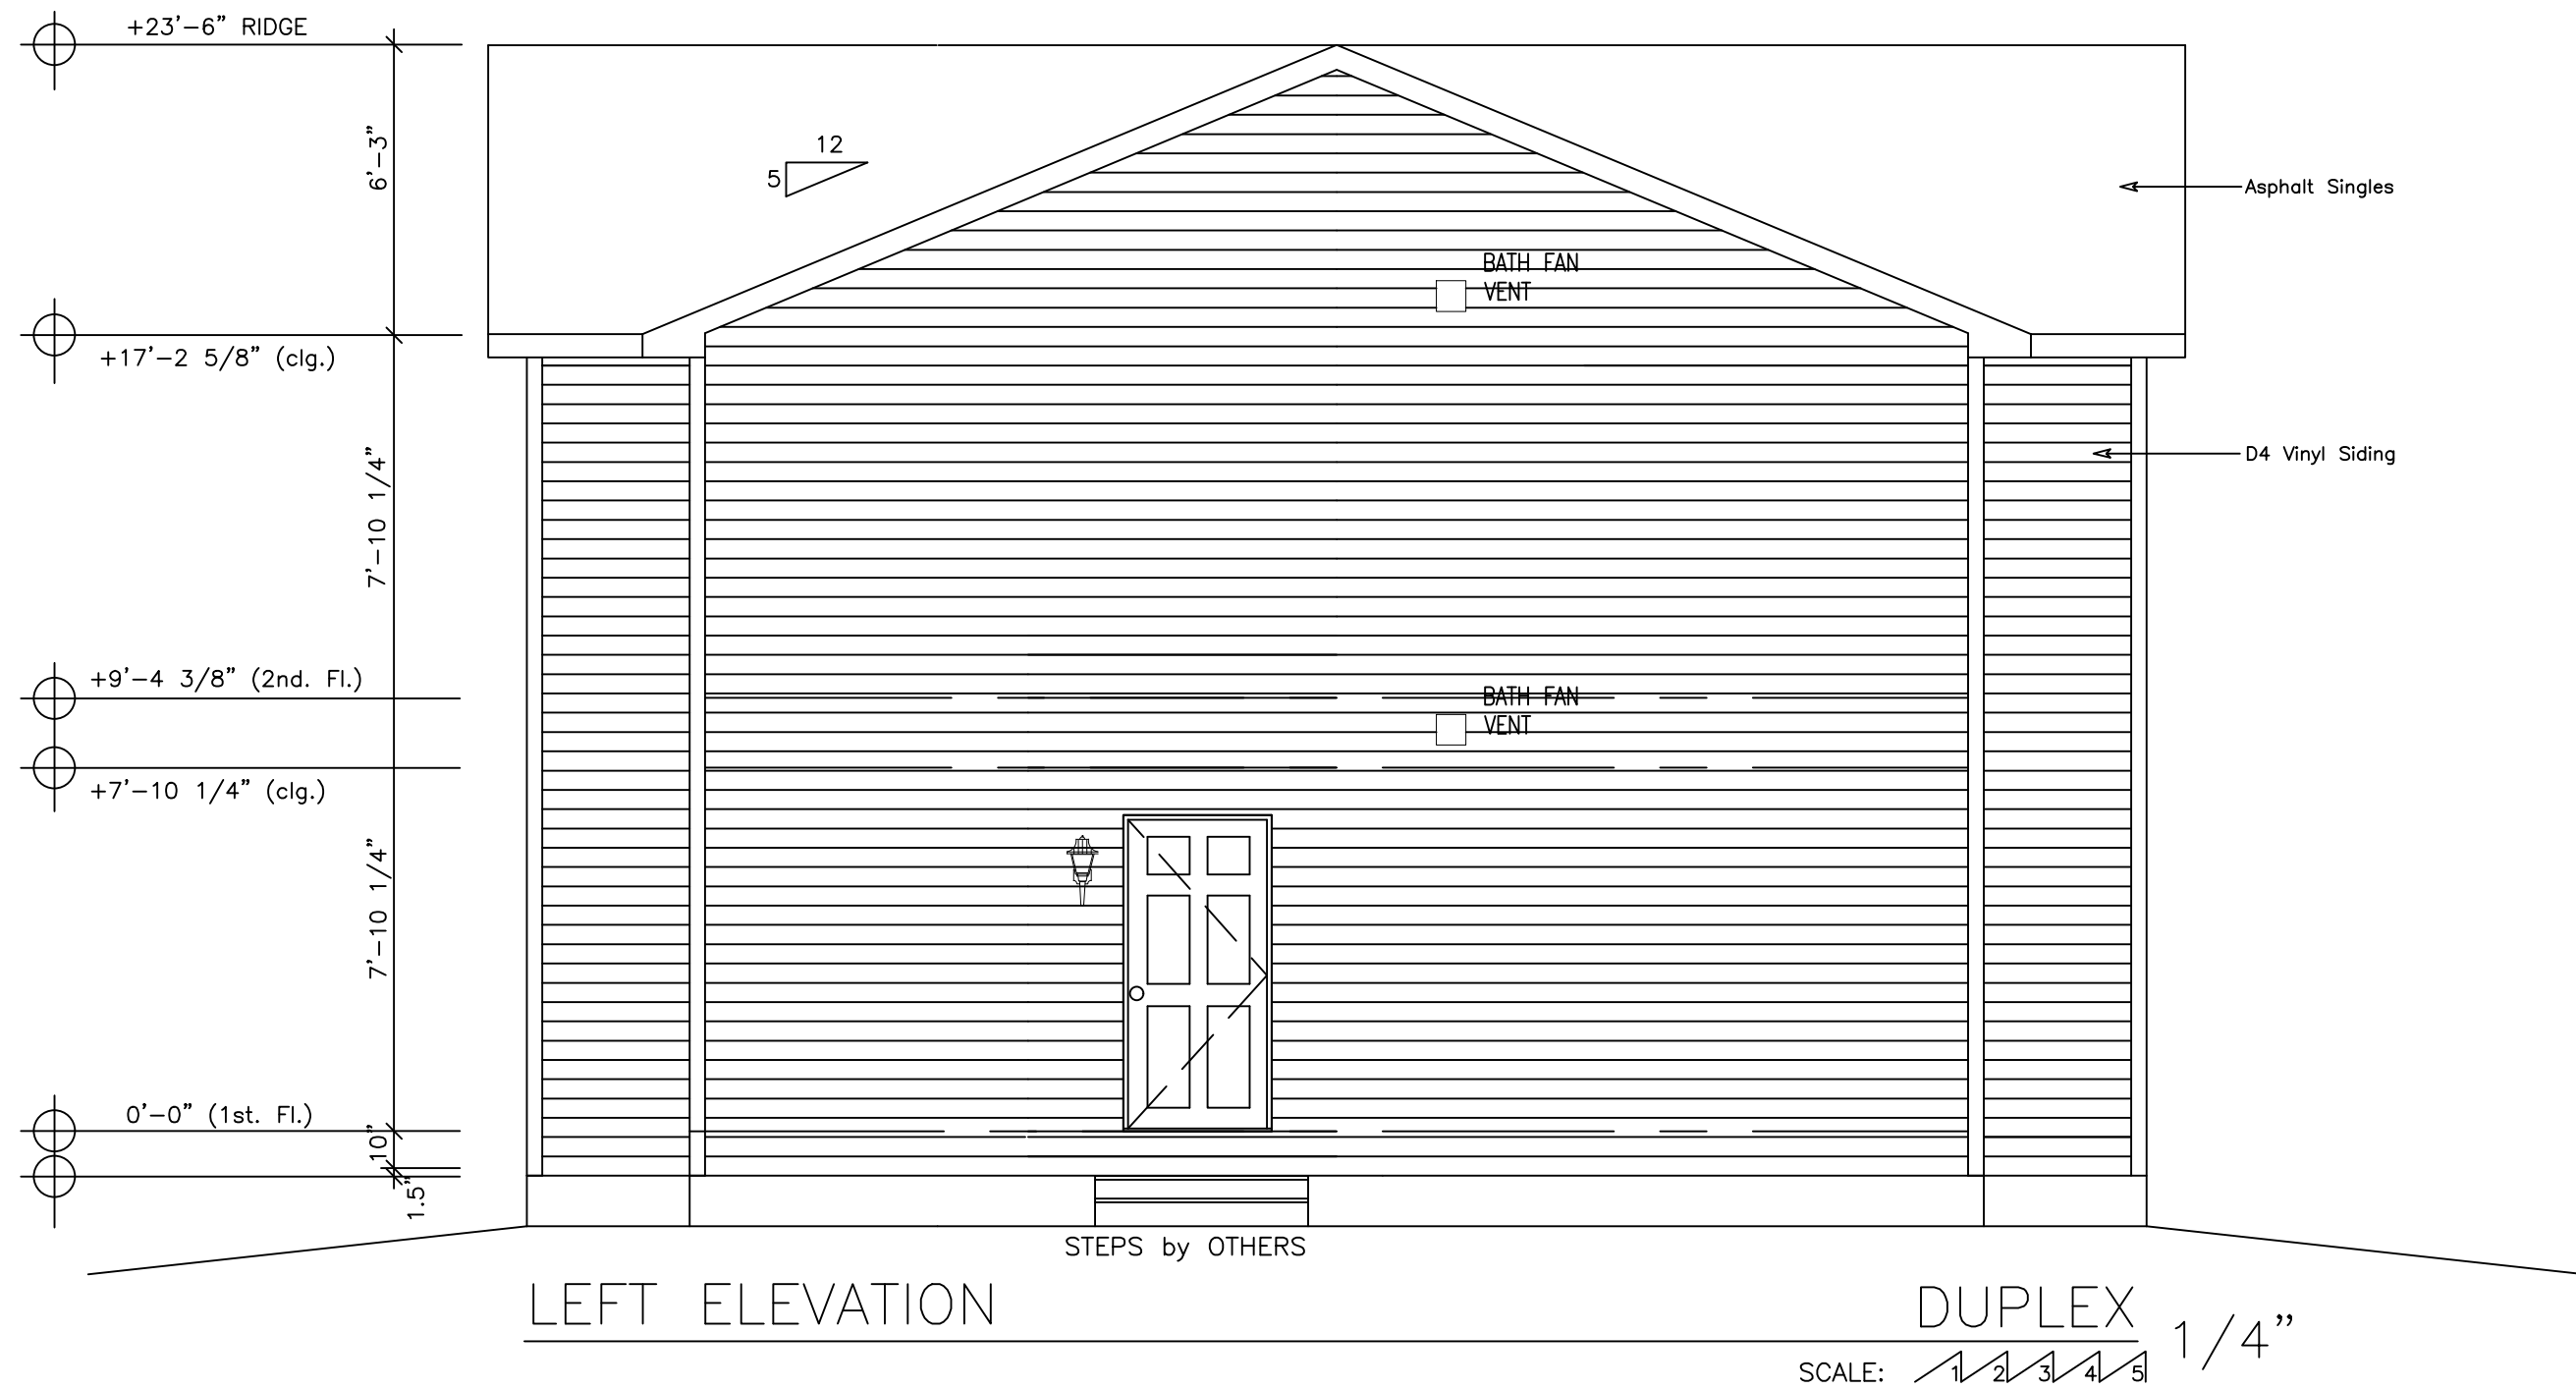 +23'-6" RIDGE
6'-3"
12
5
Asphalt Singles
BATH FAN
VENT
+17'-2 5/8" (clg.)
D4 Vinyl Siding
7'-10 1/4"
+9'-4 3/8" (2nd. Fl.)
BATH FAN
VENT
+7'-10 1/4" (clg.)
7'-10 1/4"
0'-0" (1st. Fl.)
10"
1.5"
STEPS by OTHERS
LEFT ELEVATION
DUPLEX
1/4"
SCALE: 1 2 3 4 5